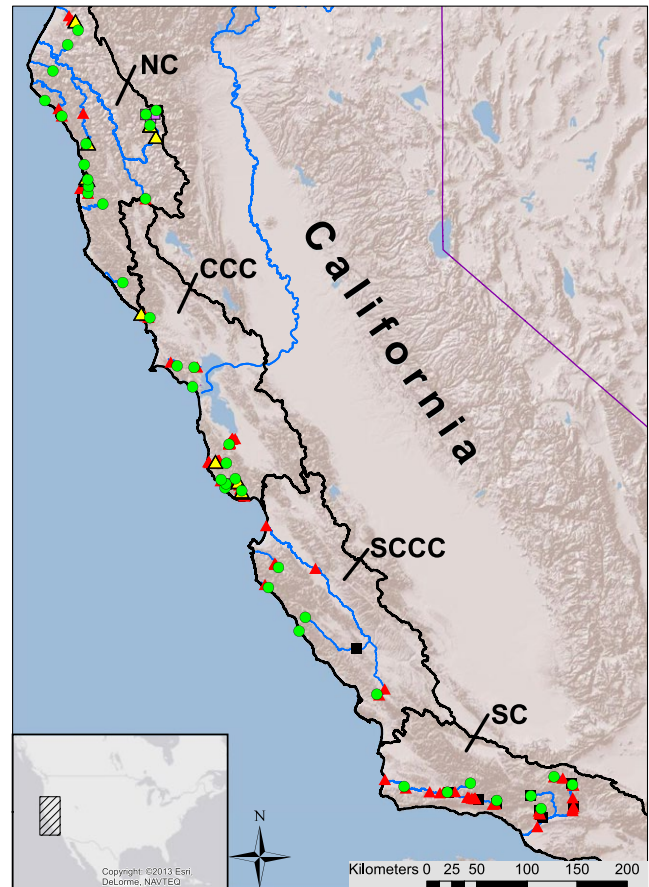 NC
CCC
California
SCCC
SC
N
Copyright: ©2013 Esri,
DeLorme, NAVTEQ
Kilometers 0 25 50 100 150 200